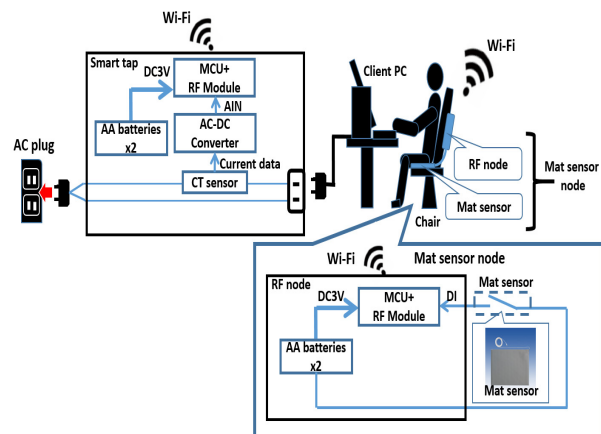 Wi-Fi
Smart tap
DC3V
MCU+
RF Module
AIN
AA batteries
x2
AC-DC
Converter
Current data
CT sensor
AC plug
Client PC
Wi-Fi
RF node
Mat sensor
Chair
Mat sensor
node
Wi-Fi
Mat sensor node
RF node
DC3V
MCU+
RF Module
DI
Mat sensor
AA batteries
x2
Mat sensor